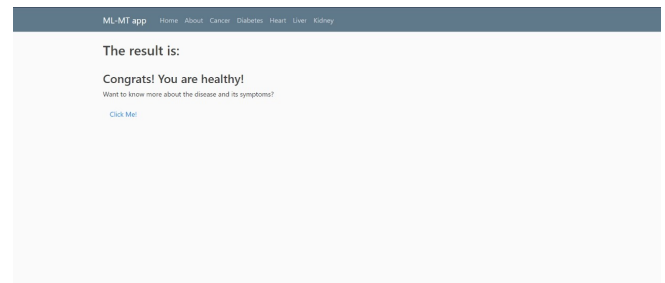 ML-MT app Home About Cancer Diabetes Heart Liver Kidney
The result is:
Congrats! You are healthy!
Want to know more about the disease and its symptoms?
Click Me!